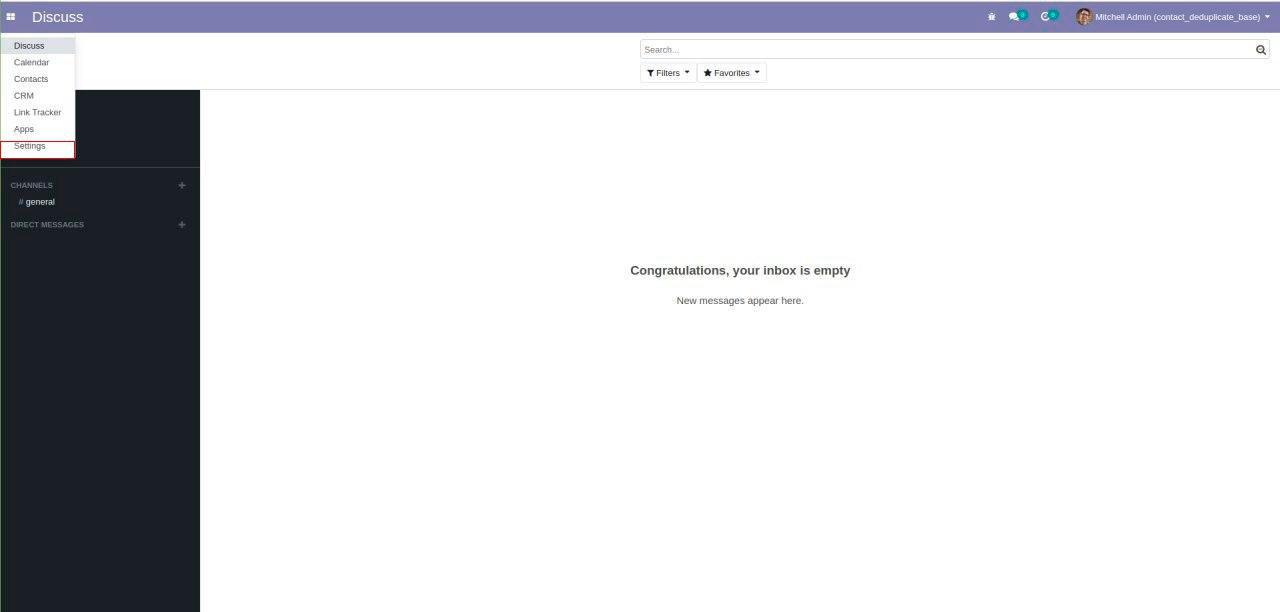 Discuss
Mitchell Admin (contact_deduplicate_base)
Discuss
Calendar
Contacts
CRM
Link Tracker
Apps
Settings
Search...
Filters
Favorites
CHANNELS
# general
DIRECT MESSAGES
Congratulations, your inbox is empty
New messages appear here.